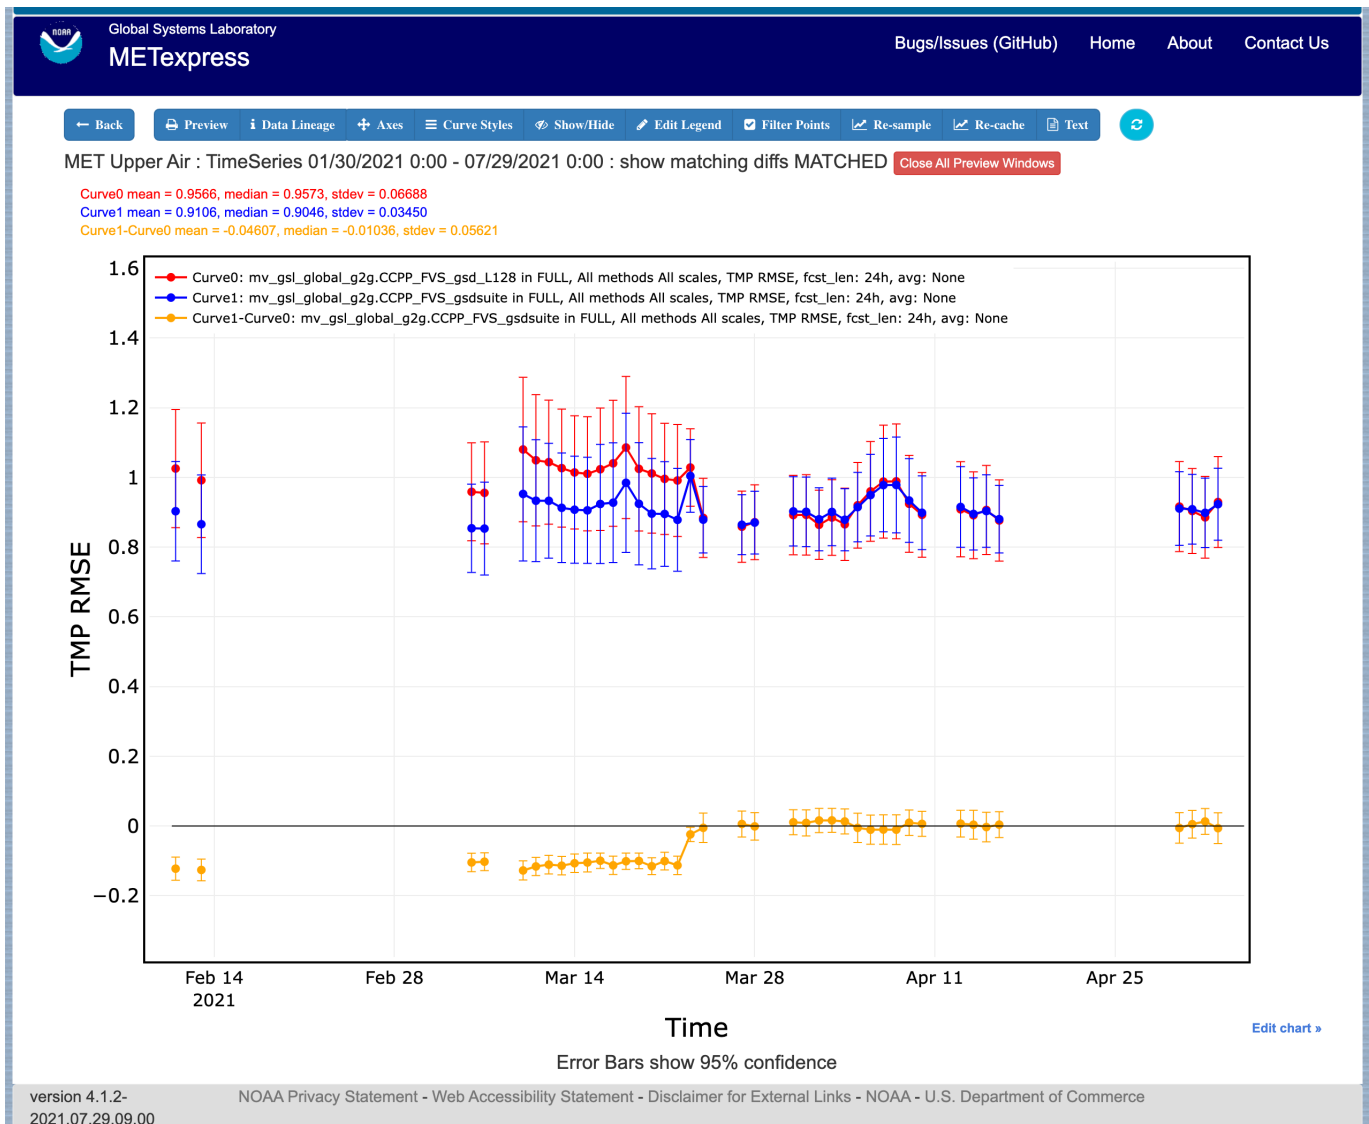 NOAA
Global Systems Laboratory
METexpress
Bugs/Issues (GitHub) Home About Contact Us
← Back Preview i Data Lineage Axes Curve Styles Show/Hide Edit Legend Filter Points Re-sample Re-cache Text
MET Upper Air : TimeSeries 01/30/2021 0:00 - 07/29/2021 0:00 : show matching diffs MATCHED Close All Preview Windows
Curve0 mean = 0.9566, median = 0.9573, stdev = 0.06688
Curve1 mean = 0.9106, median = 0.9046, stdev = 0.03450
Curve1-Curve0 mean = -0.04607, median = -0.01036, stdev = 0.05621
Curve0: mv_gsl_global_g2g.CCPP_FVS_gsd_L128 in FULL, All methods All scales, TMP RMSE, fcst_len: 24h, avg: None
Curve1: mv_gsl_global_g2g.CCPP_FVS_gsdsuite in FULL, All methods All scales, TMP RMSE, fcst_len: 24h, avg: None
Curve1-Curve0: mv_gsl_global_g2g.CCPP_FVS_gsdsuite in FULL, All methods All scales, TMP RMSE, fcst_len: 24h, avg: None
1.6
1.4
1.2
1
0.8
0.6
0.4
0.2
0
−0.2
TMP RMSE
Feb 14 Feb 28 Mar 14 Mar 28 Apr 11 Apr 25
2021
Time
Edit chart »
Error Bars show 95% confidence
version 4.1.2- NOAA Privacy Statement - Web Accessibility Statement - Disclaimer for External Links - NOAA - U.S. Department of Commerce
2021.07.29.09.00